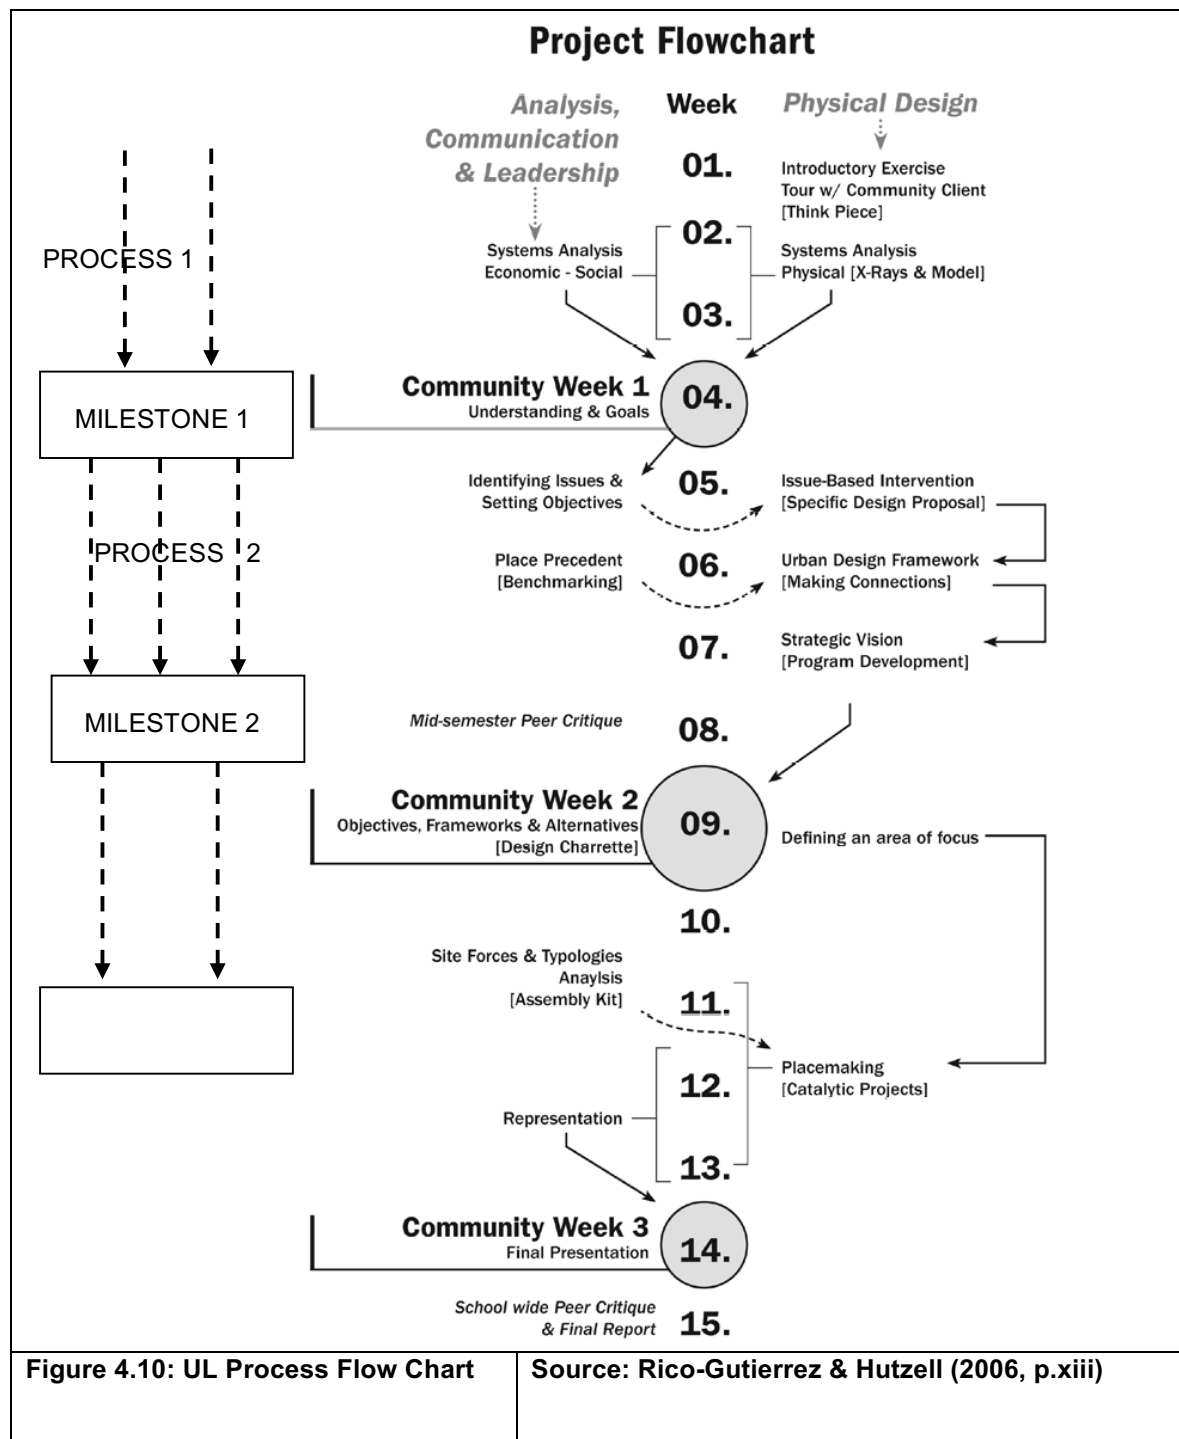 Project Flowchart
Analysis,
Communication
& Leadership
Week
Physical Design
01.
Introductory Exercise
Tour w/ Community Client
[Think Piece]
PROCESS 1
02.
Systems Analysis
Economic - Social
Systems Analysis
Physical [X-Rays & Model]
03.
MILESTONE 1
Community Week 1
Understanding & Goals
04.
Identifying Issues &
Setting Objectives
05.
Issue-Based Intervention
[Specific Design Proposal]
PROCESS 2
Place Precedent
[Benchmarking]
06.
Urban Design Framework
[Making Connections]
07.
Strategic Vision
[Program Development]
MILESTONE 2
Mid-semester Peer Critique
08.
Community Week 2
Objectives, Frameworks & Alternatives
[Design Charrette]
09.
Defining an area of focus
10.
Site Forces & Typologies
Anaylsis
[Assembly Kit]
11.
12.
Placemaking
[Catalytic Projects]
Representation
13.
Community Week 3
Final Presentation
14.
School wide Peer Critique
& Final Report
15.
Figure 4.10: UL Process Flow Chart
Source: Rico-Gutierrez & Hutzell (2006, p.xiii)